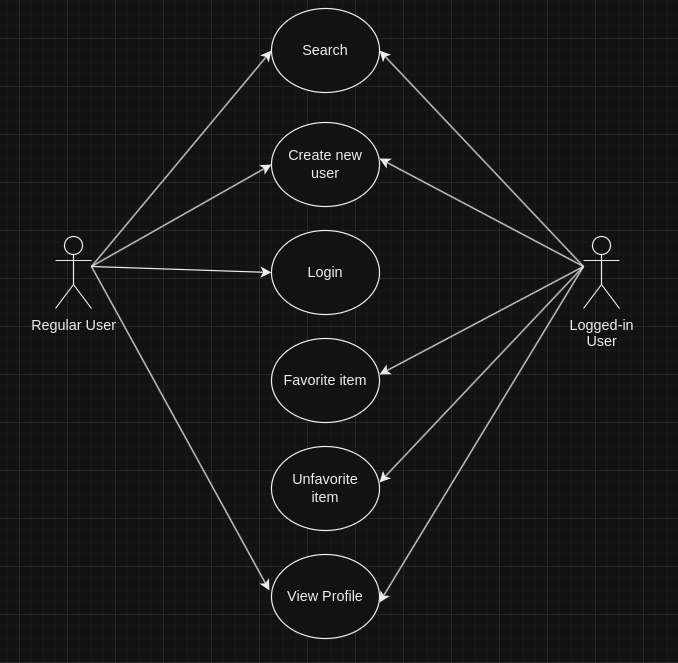 Search
Create new
user
Login
Regular User
Logged-in
User
Favorite item
Unfavorite
item
View Profile